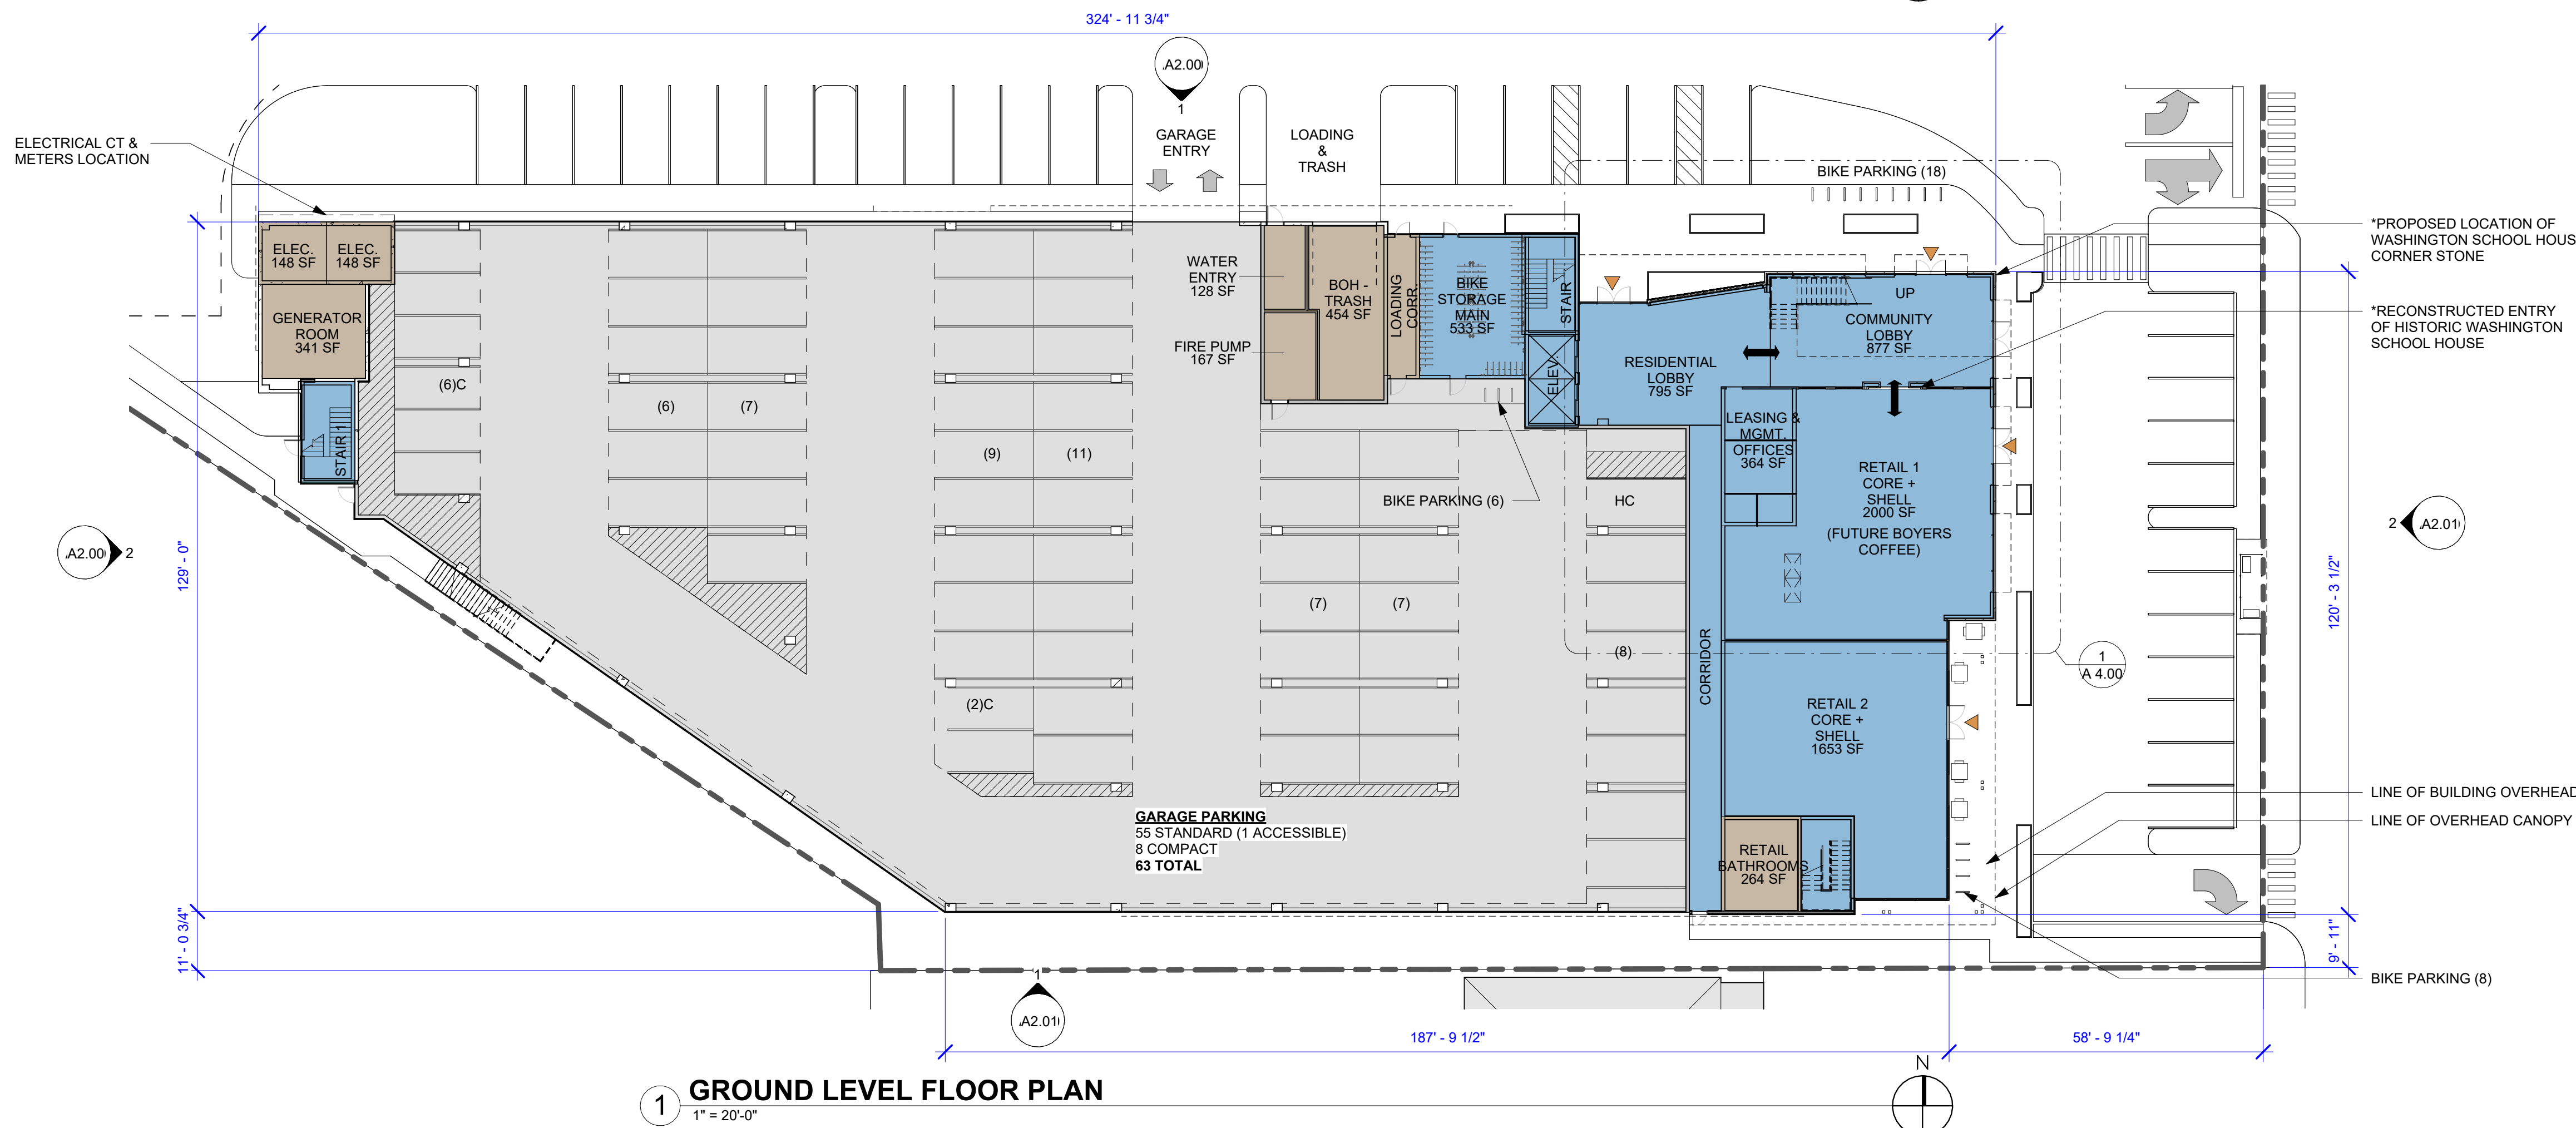 324' - 11 3/4"
A2.00
1
GARAGE
ENTRY
LOADING
&
TRASH
ELECTRICAL CT &
METERS LOCATION
BIKE PARKING (18)
*PROPOSED LOCATION OF
WASHINGTON SCHOOL HOUS
CORNER STONE
ELEC.
148 SF
ELEC.
148 SF
WATER
ENTRY
128 SF
BOH -
TRASH
454 SF
LOADING
CORR.
BIKE
STORAGE
MAIN
533 SF
STAIR
UP
COMMUNITY
LOBBY
877 SF
*RECONSTRUCTED ENTRY
OF HISTORIC WASHINGTON
SCHOOL HOUSE
GENERATOR
ROOM
341 SF
FIRE PUMP
167 SF
ELEV.
RESIDENTIAL
LOBBY
795 SF
(6)C
(6)
(7)
LEASING &
MGMT.
OFFICES
364 SF
STAIR 1
(9)
(11)
RETAIL 1
CORE +
SHELL
2000 SF
(FUTURE BOYERS
COFFEE)
BIKE PARKING (6)
HC
A2.00
2
2
A2.01
129' - 0"
120' - 3 1/2"
(7)
(7)
(8)
CORRIDOR
1
A 4.00
(2)C
RETAIL 2
CORE +
SHELL
1653 SF
LINE OF BUILDING OVERHEAD
LINE OF OVERHEAD CANOPY
GARAGE PARKING
55 STANDARD (1 ACCESSIBLE)
8 COMPACT
63 TOTAL
RETAIL
BATHROOMS
264 SF
11' - 0 3/4"
9' - 11"
BIKE PARKING (8)
1
A2.01
187' - 9 1/2"
58' - 9 1/4"
N
1
GROUND LEVEL FLOOR PLAN
1" = 20'-0"